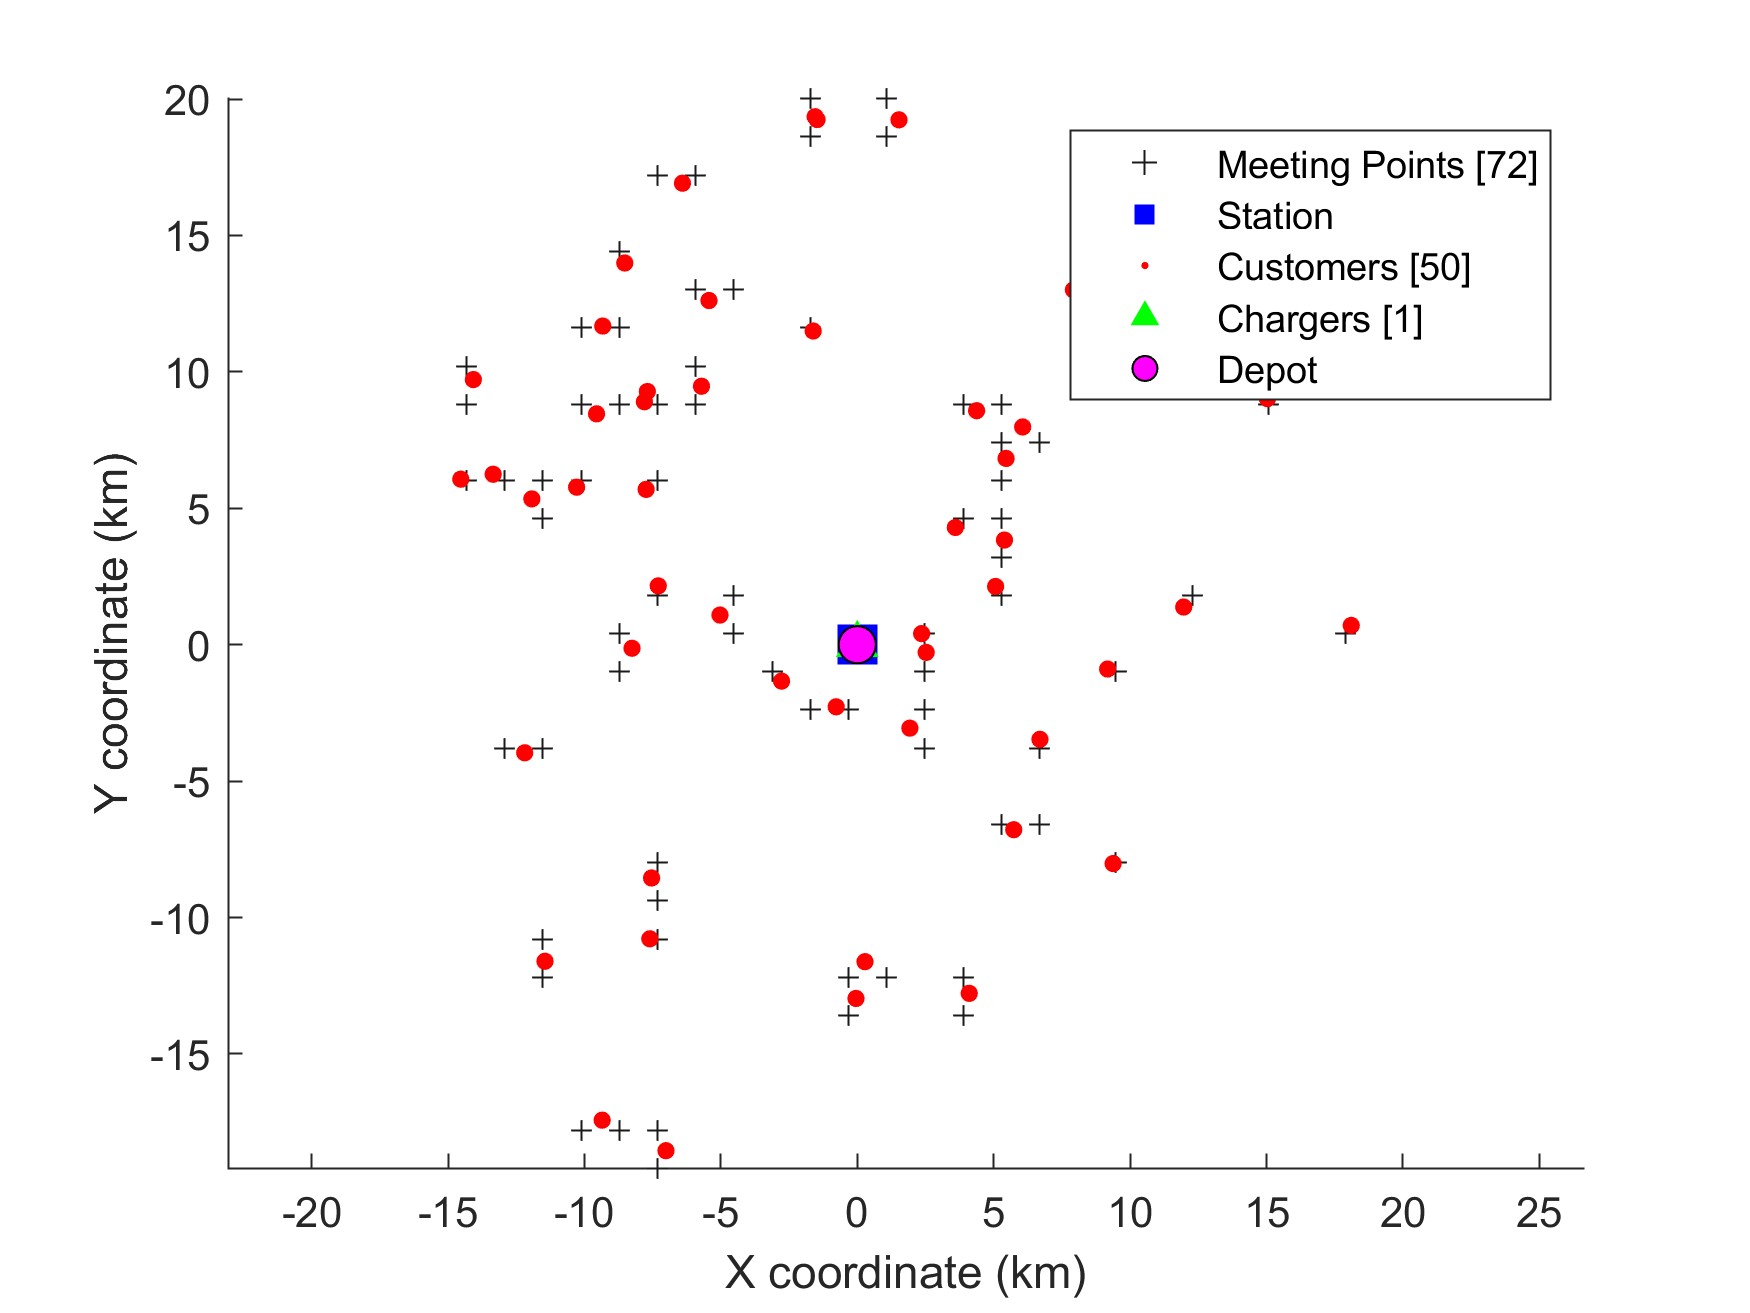 20
15
10
5
0
-5
-10
-15
Y coordinate (km)
Meeting Points [72]
Station
Customers [50]
Chargers [1]
Depot
-20 -15 -10 -5 0 5 10 15 20 25
X coordinate (km)